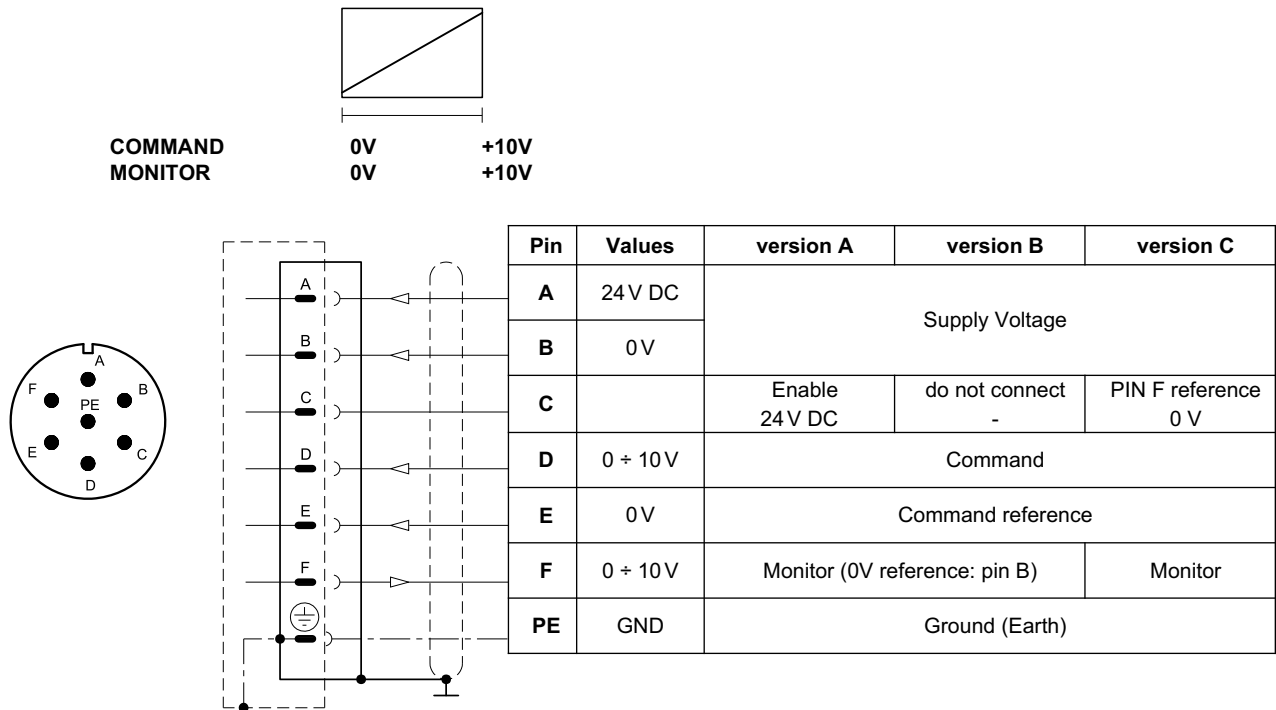 COMMAND 0V +10V
MONITOR 0V +10V
A
B
C
D
E
F
PE
A
B
C
D
E
F
Pin Values version A version B version C
A 24 V DC Supply Voltage
B 0 V
C Enable 24 V DC do not connect - PIN F reference 0 V
D 0 ÷ 10 V Command
E 0 V Command reference
F 0 ÷ 10 V Monitor (0V reference: pin B) Monitor
PE GND Ground (Earth)